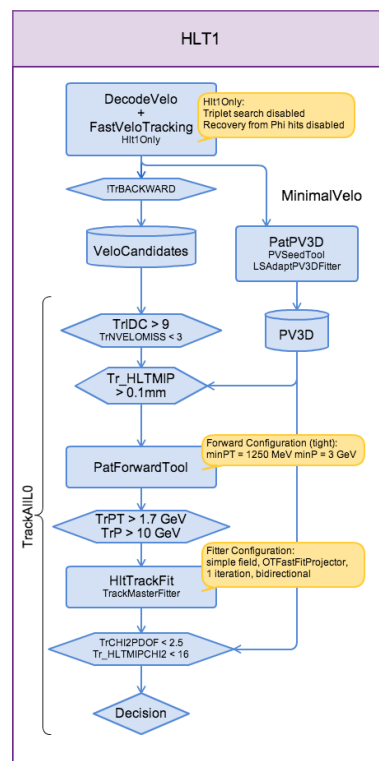 HLT1
DecodeVelo
+
FastVeloTracking
Hlt1Only
Hlt1Only:
Triplet search disabled
Recovery from Phi hits disabled
!TrBACKWARD
MinimalVelo
VeloCandidates
PatPV3D
PVSeedTool
LSAdaptPV3DFitter
TrIDC > 9
TrNVELOMISS < 3
PV3D
Tr_HLTMIP
> 0.1mm
Forward Configuration (tight):
minPT = 1250 MeV minP = 3 GeV
PatForwardTool
TrackAllL0
TrPT > 1.7 GeV
TrP > 10 GeV
Fitter Configuration:
simple field, OTFastFitProjector,
1 iteration, bidirectional
HltTrackFit
TrackMasterFitter
TrCHI2PDOF < 2.5
Tr_HLTMIPCHI2 < 16
Decision